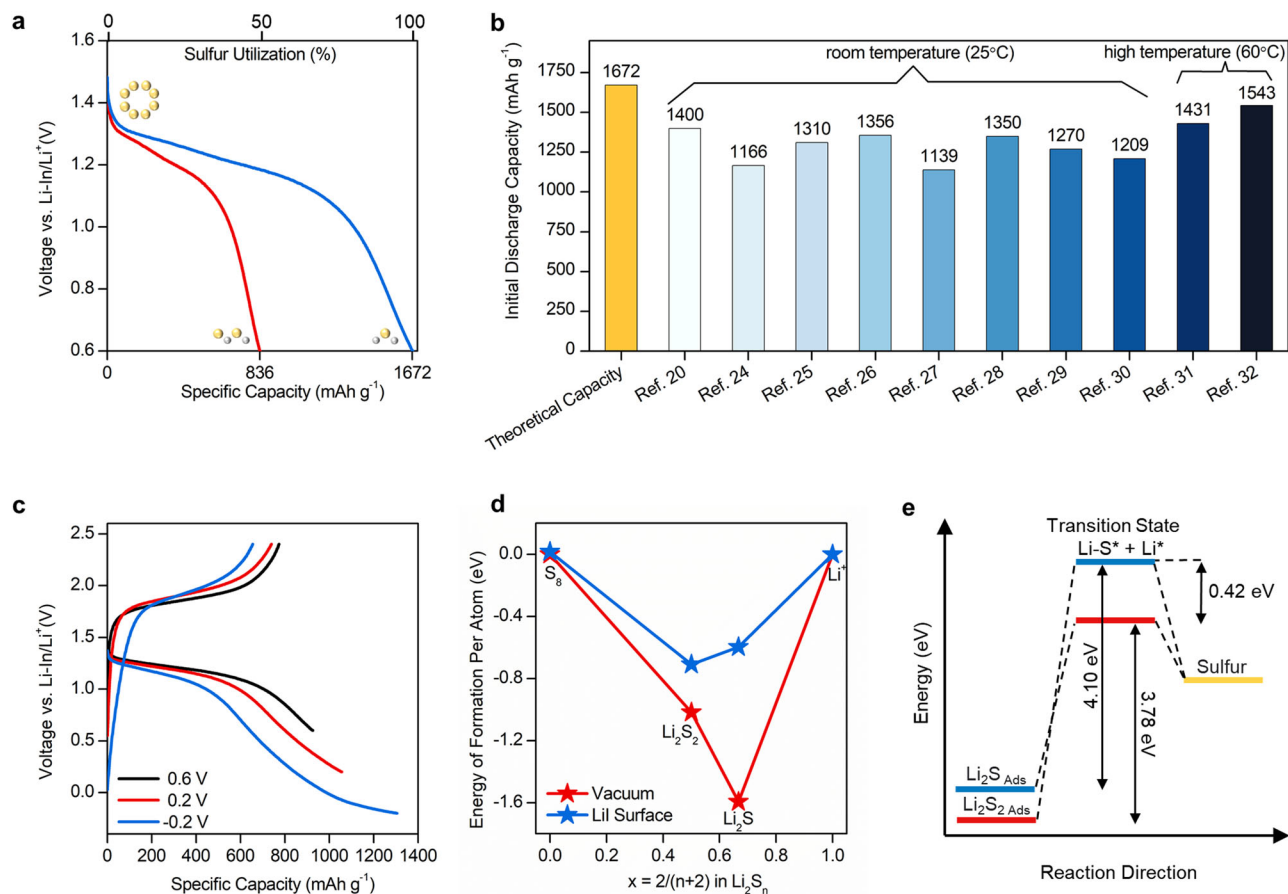 a
0 50 100
Sulfur Utilization (%)
1.6
1.4
1.2
1.0
0.8
0.6
Voltage vs. Li-In/Li⁺(V)
0 836 1672
Specific Capacity (mAh g⁻¹)
b
room temperature (25°C)
high temperature (60°C)
1750
1500
1250
1000
750
500
250
0
Initial Discharge Capacity (mAh g⁻¹)
1672
1400
1166
1310
1356
1139
1350
1270
1209
1431
1543
Theoretical Capacity
Ref. 20
Ref. 24
Ref. 25
Ref. 26
Ref. 27
Ref. 28
Ref. 29
Ref. 30
Ref. 31
Ref. 32
c
2.5
2.0
1.5
1.0
0.5
0.0
Voltage vs. Li-In/Li⁺(V)
0.6 V
0.2 V
-0.2 V
0 200 400 600 800 1000 1200 1400
Specific Capacity (mAh g⁻¹)
d
0.0
-0.4
-0.8
-1.2
-1.6
Energy of Formation Per Atom (eV)
S₈
Li⁺
Li₂S₂
Li₂S
Vacuum
LiI Surface
0.0 0.2 0.4 0.6 0.8 1.0
x = 2/(n+2) in Li₂Sₙ
e
Transition State
Li-S* + Li*
0.42 eV
4.10 eV
3.78 eV
Sulfur
Li₂S Ads
Li₂S₂ Ads
Energy (eV)
Reaction Direction